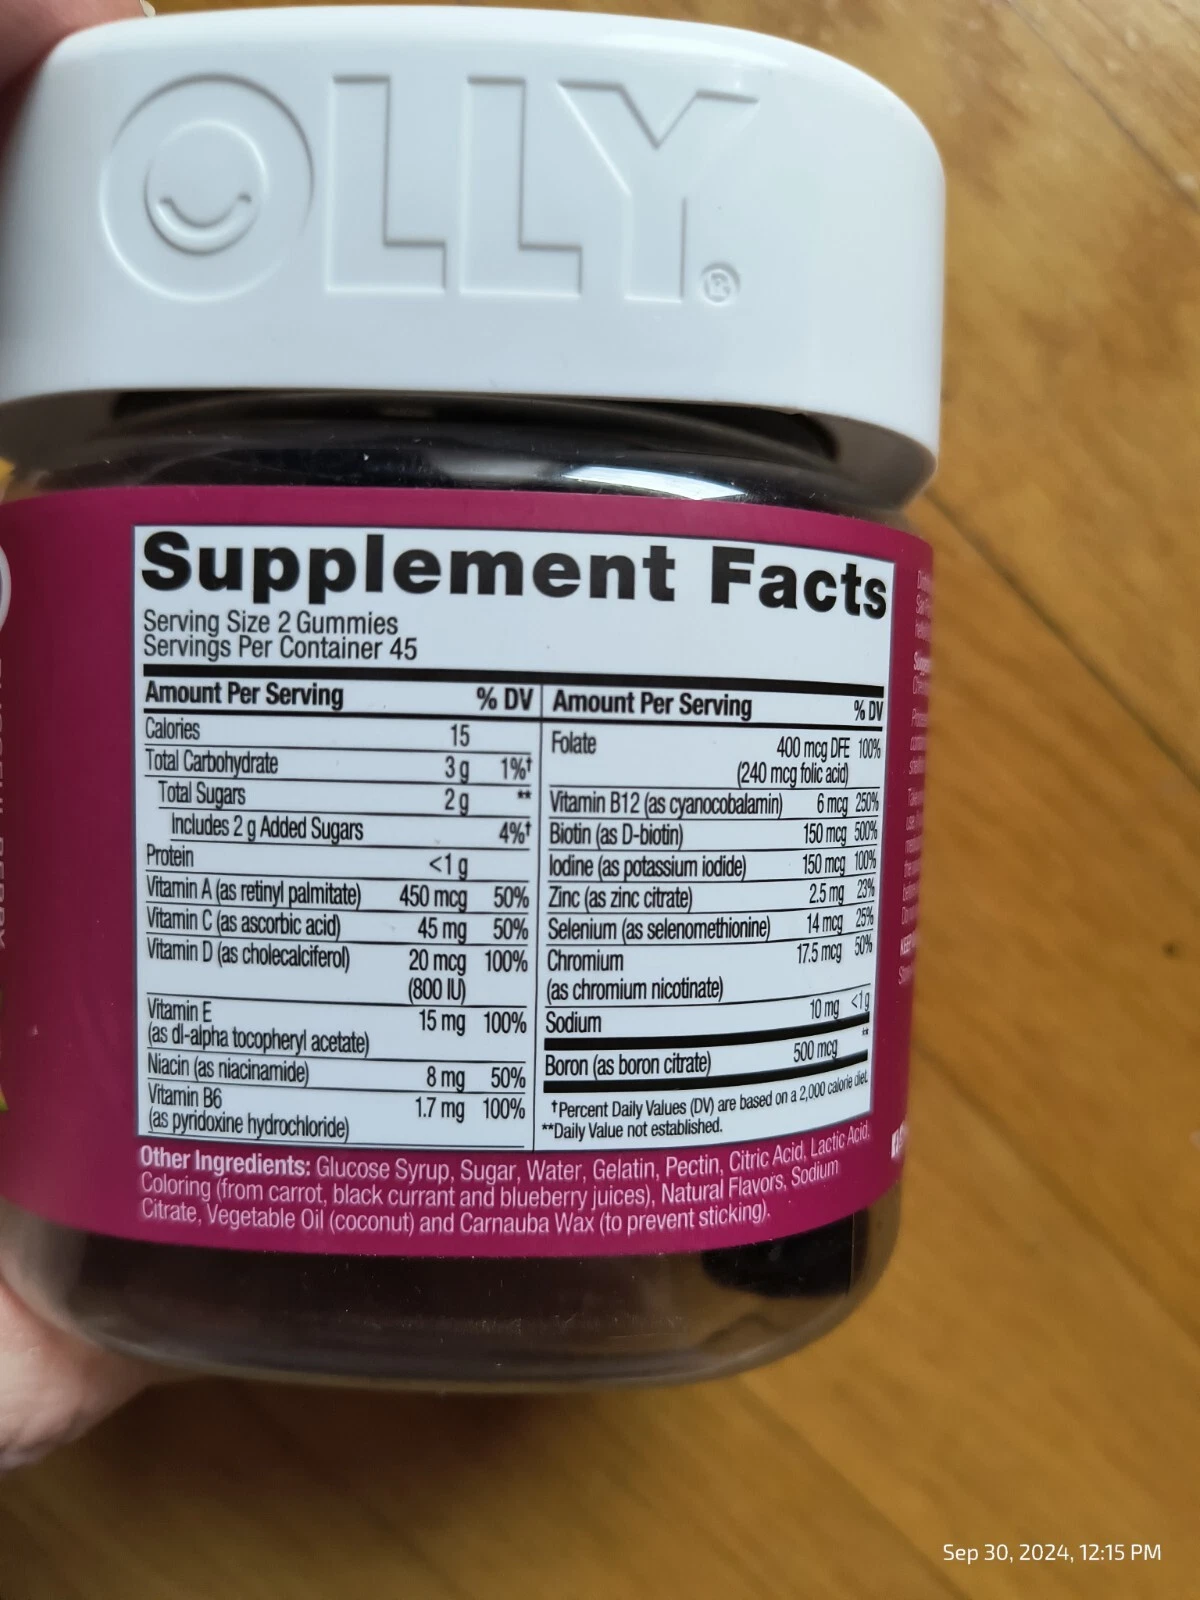 OLLY®
Supplement Facts
Serving Size 2 Gummies
Servings Per Container 45
Amount Per Serving % DV
Calories 15
Total Carbohydrate 3 g 1%†
Total Sugars 2 g **
Includes 2 g Added Sugars 4%†
Protein <1 g
Vitamin A (as retinyl palmitate) 450 mcg 50%
Vitamin C (as ascorbic acid) 45 mg 50%
Vitamin D (as cholecalciferol) 20 mcg 100%
(800 IU)
Vitamin E 15 mg 100%
(as dl-alpha tocopheryl acetate)
Niacin (as niacinamide) 8 mg 50%
Vitamin B6 1.7 mg 100%
(as pyridoxine hydrochloride)
Amount Per Serving % DV
Folate 400 mcg DFE 100%
(240 mcg folic acid)
Vitamin B12 (as cyanocobalamin) 6 mcg 250%
Biotin (as D-biotin) 150 mcg 500%
Iodine (as potassium iodide) 150 mcg 100%
Zinc (as zinc citrate) 2.5 mg 23%
Selenium (as selenomethionine) 14 mcg 25%
Chromium 17.5 mcg 50%
(as chromium nicotinate)
Sodium 10 mg <1g
Boron (as boron citrate) 500 mcg **
†Percent Daily Values (DV) are based on a 2,000 calorie diet.
**Daily Value not established.
Other Ingredients: Glucose Syrup, Sugar, Water, Gelatin, Pectin, Citric Acid, Lactic Acid,
Coloring (from carrot, black currant and blueberry juices), Natural Flavors, Sodium
Citrate, Vegetable Oil (coconut) and Carnauba Wax (to prevent sticking).
Sep 30, 2024, 12:15 PM